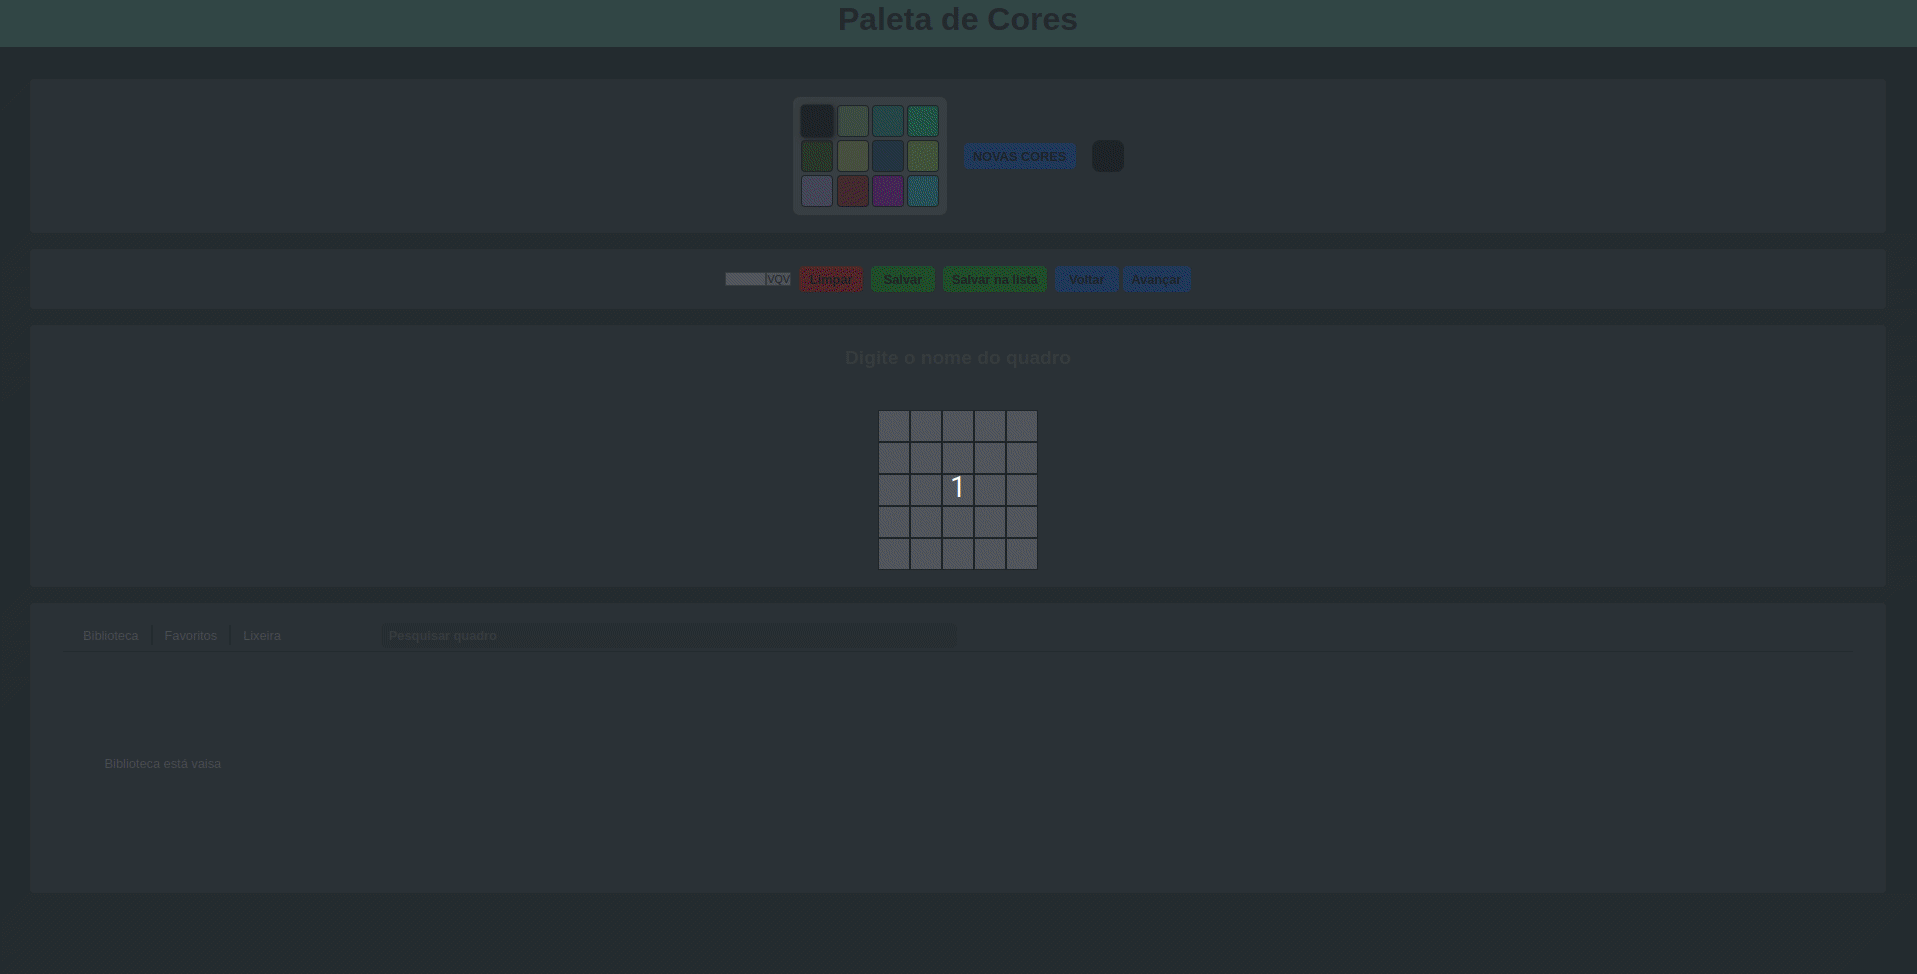 Paleta de Cores
NOVAS CORES
VQV Limpar Salvar Salvar na lista Voltar Avançar
Digite o nome do quadro
1
Biblioteca Favoritos Lixeira Pesquisar quadro
Biblioteca está vaisa